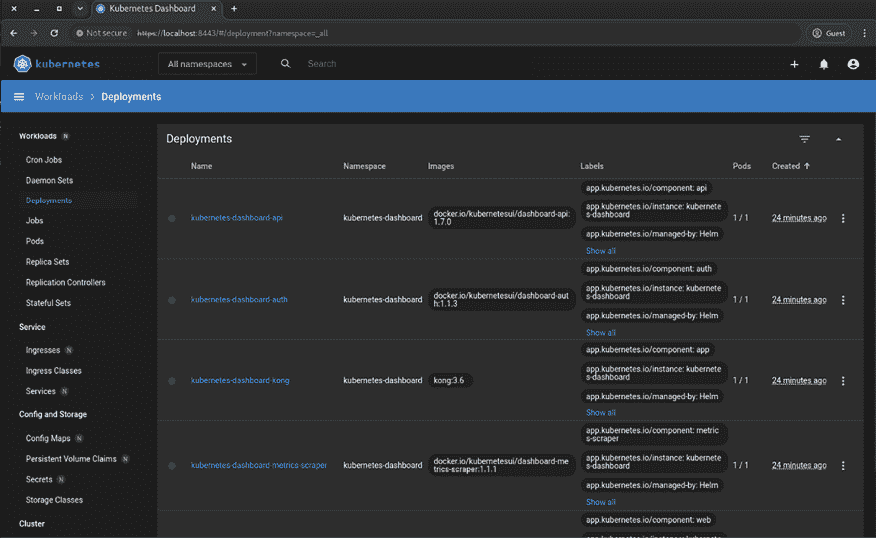 Kubernetes Dashboard
Not secure https://localhost:8443/#/deployment?namespace=_all
Guest
kubernetes
All namespaces
Search
Workloads > Deployments
Workloads N
Cron Jobs
Daemon Sets
Deployments
Jobs
Pods
Replica Sets
Replication Controllers
Stateful Sets
Service
Ingresses N
Ingress Classes
Services N
Config and Storage
Config Maps N
Persistent Volume Claims N
Secrets N
Storage Classes
Cluster
Deployments
Name Namespace Images Labels Pods Created
kubernetes-dashboard-api
kubernetes-dashboard
docker.io/kubernetesui/dashboard-api:
1.7.0
app.kubernetes.io/component: api
app.kubernetes.io/instance: kubernete
s-dashboard
app.kubernetes.io/managed-by: Helm
Show all
1 / 1
24 minutes ago
kubernetes-dashboard-auth
kubernetes-dashboard
docker.io/kubernetesui/dashboard-aut
h:1.1.3
app.kubernetes.io/component: auth
app.kubernetes.io/instance: kubernete
s-dashboard
app.kubernetes.io/managed-by: Helm
Show all
1 / 1
24 minutes ago
kubernetes-dashboard-kong
kubernetes-dashboard
kong:3.6
app.kubernetes.io/component: app
app.kubernetes.io/instance: kubernete
s-dashboard
app.kubernetes.io/managed-by: Helm
Show all
1 / 1
24 minutes ago
kubernetes-dashboard-metrics-scraper
kubernetes-dashboard
docker.io/kubernetesui/dashboard-me
trics-scraper:1.1.1
app.kubernetes.io/component: metric
s-scraper
app.kubernetes.io/instance: kubernete
s-dashboard
app.kubernetes.io/managed-by: Helm
Show all
1 / 1
24 minutes ago
app.kubernetes.io/component: web